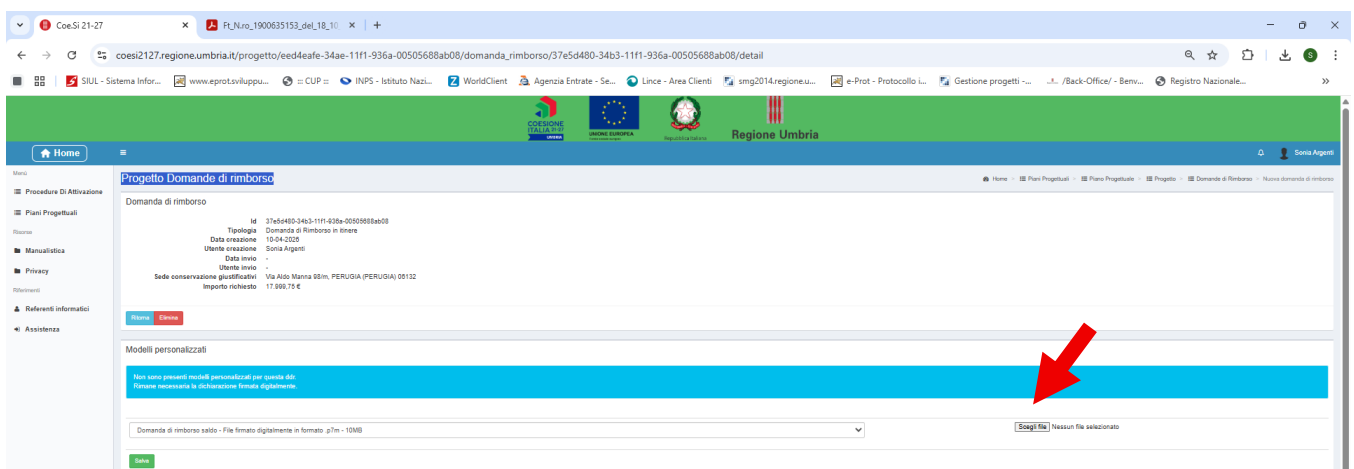 Coe.Si 21-27
Ft_N.ro_1900635153_del_18_10
coesi2127.regione.umbria.it/progetto/eed4eafe-34ae-11f1-936a-00505688ab08/domanda_rimborso/37e5d480-34b3-11f1-936a-00505688ab08/detail
S
SIUL - Sistema Infor... www.eprot.sviluppu... ::: CUP ::: INPS - Istituto Nazi... WorldClient Agenzia Entrate - Se... Lince - Area Clienti smg2014.regione.u... e-Prot - Protocollo i... Gestione progetti -... /Back-Office/ - Benv... Registro Nazionale... »
COESIONE
ITALIA 21-27
UMBRIA
UNIONE EUROPEA
Repubblica Italiana
Regione Umbria
Home
Sonia Argenti
Menù
Procedure Di Attivazione
Piani Progettuali
Risorse
Manualistica
Privacy
Riferimenti
Referenti informatici
Assistenza
Progetto Domande di rimborso
Home > Piani Progettuali > Piano Progettuale > Progetto > Domande di Rimborso > Nuova domanda di rimborso
Domanda di rimborso
Id 37e5d480-34b3-11f1-936a-00505688ab08
Tipologia Domanda di Rimborso in itinere
Data creazione 10-04-2026
Utente creazione Sonia Argenti
Data invio -
Utente invio -
Sede conservazione giustificativi Via Aldo Manna 98/m, PERUGIA (PERUGIA) 06132
Importo richiesto 17.999,75 €
Ritorna Elimina
Modelli personalizzati
Non sono presenti modelli personalizzati per questa ddr.
Rimane necessaria la dichiarazione firmata digitalmente.
Domanda di rimborso saldo - File firmato digitalmente in formato .p7m - 10MB
Scegli file Nessun file selezionato
Salva